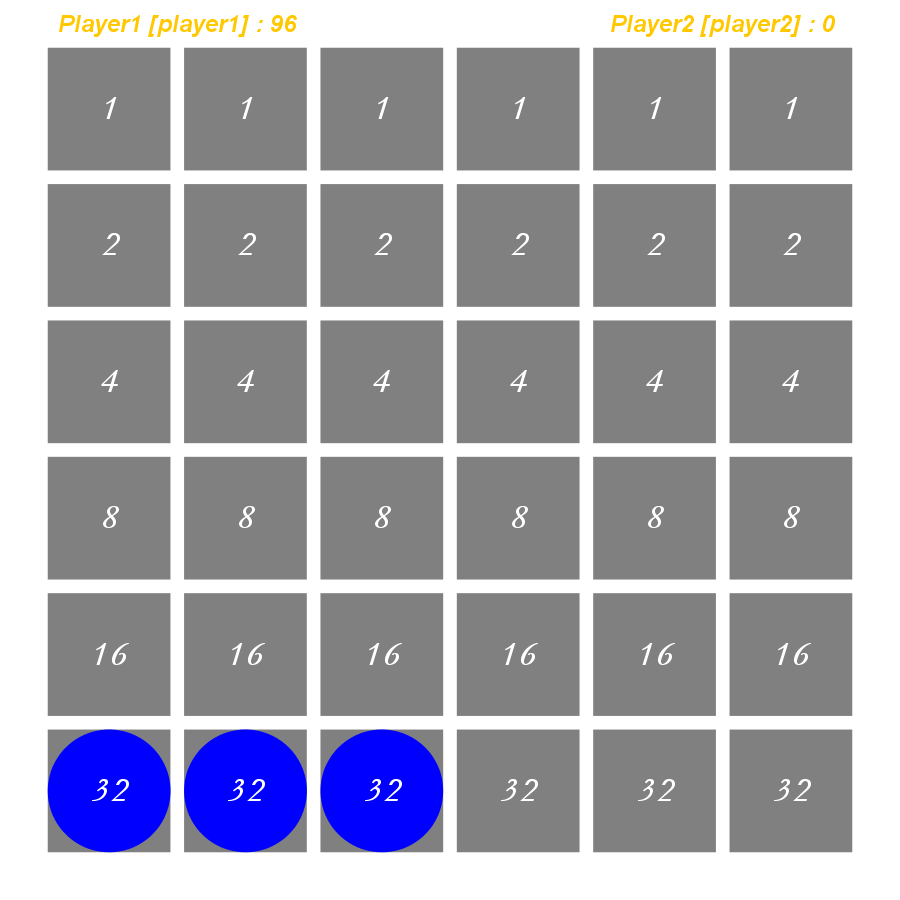 Player1 [player1] : 96 Player2 [player2] : 0
1 1 1 1 1 1
2 2 2 2 2 2
4 4 4 4 4 4
8 8 8 8 8 8
16 16 16 16 16 16
32 32 32 32 32 32